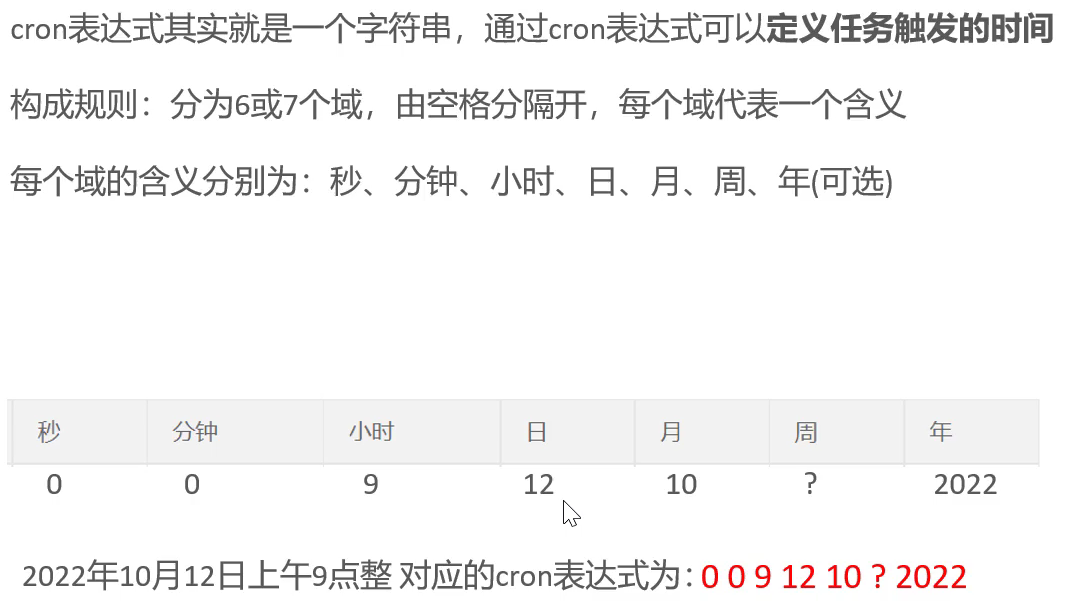 cron表达式其实就是一个字符串，通过cron表达式可以定义任务触发的时间
构成规则：分为6或7个域，由空格分隔开，每个域代表一个含义
每个域的含义分别为：秒、分钟、小时、日、月、周、年(可选)
秒 分钟 小时 日 月 周 年
0 0 9 12 10 ? 2022
2022年10月12日上午9点整 对应的cron表达式为：0 0 9 12 10 ? 2022